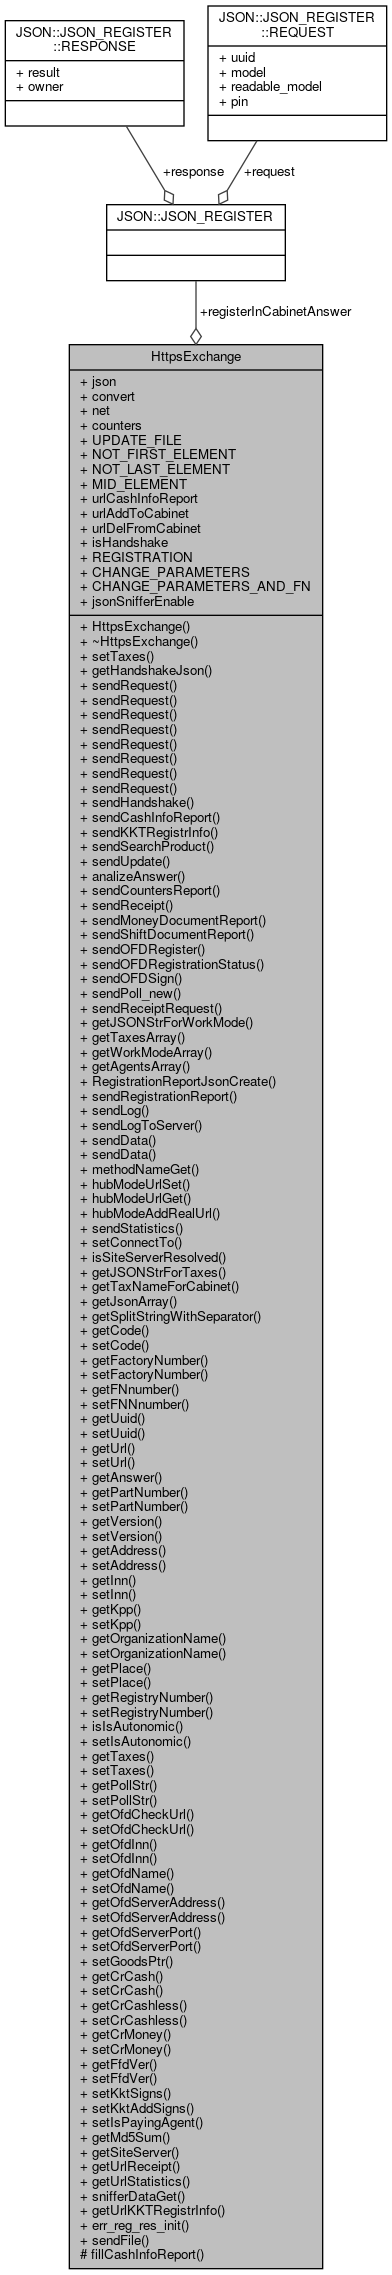 JSON::JSON_REGISTER
::RESPONSE
+ result
+ owner
JSON::JSON_REGISTER
::REQUEST
+ uuid
+ model
+ readable_model
+ pin
+response
+request
JSON::JSON_REGISTER
+registerInCabinetAnswer
HttpsExchange
+ json
+ convert
+ net
+ counters
+ UPDATE_FILE
+ NOT_FIRST_ELEMENT
+ NOT_LAST_ELEMENT
+ MID_ELEMENT
+ urlCashInfoReport
+ urlAddToCabinet
+ urlDelFromCabinet
+ isHandshake
+ REGISTRATION
+ CHANGE_PARAMETERS
+ CHANGE_PARAMETERS_AND_FN
+ jsonSnifferEnable
+ HttpsExchange()
+ ~HttpsExchange()
+ setTaxes()
+ getHandshakeJson()
+ sendRequest()
+ sendRequest()
+ sendRequest()
+ sendRequest()
+ sendRequest()
+ sendRequest()
+ sendRequest()
+ sendRequest()
+ sendHandshake()
+ sendCashInfoReport()
+ sendKKTRegistrInfo()
+ sendSearchProduct()
+ sendUpdate()
+ analizeAnswer()
+ sendCountersReport()
+ sendReceipt()
+ sendMoneyDocumentReport()
+ sendShiftDocumentReport()
+ sendOFDRegister()
+ sendOFDRegistrationStatus()
+ sendOFDSign()
+ sendPoll_new()
+ sendReceiptRequest()
+ getJSONStrForWorkMode()
+ getTaxesArray()
+ getWorkModeArray()
+ getAgentsArray()
+ RegistrationReportJsonCreate()
+ sendRegistrationReport()
+ sendLog()
+ sendLogToServer()
+ sendData()
+ sendData()
+ methodNameGet()
+ hubModeUrlSet()
+ hubModeUrlGet()
+ hubModeAddRealUrl()
+ sendStatistics()
+ setConnectTo()
+ isSiteServerResolved()
+ getJSONStrForTaxes()
+ getTaxNameForCabinet()
+ getJsonArray()
+ getSplitStringWithSeparator()
+ getCode()
+ setCode()
+ getFactoryNumber()
+ setFactoryNumber()
+ getFNnumber()
+ setFNNnumber()
+ getUuid()
+ setUuid()
+ getUrl()
+ setUrl()
+ getAnswer()
+ getPartNumber()
+ setPartNumber()
+ getVersion()
+ setVersion()
+ getAddress()
+ setAddress()
+ getInn()
+ setInn()
+ getKpp()
+ setKpp()
+ getOrganizationName()
+ setOrganizationName()
+ getPlace()
+ setPlace()
+ getRegistryNumber()
+ setRegistryNumber()
+ isIsAutonomic()
+ setIsAutonomic()
+ getTaxes()
+ setTaxes()
+ getPollStr()
+ setPollStr()
+ getOfdCheckUrl()
+ setOfdCheckUrl()
+ getOfdInn()
+ setOfdInn()
+ getOfdName()
+ setOfdName()
+ getOfdServerAddress()
+ setOfdServerAddress()
+ getOfdServerPort()
+ setOfdServerPort()
+ setGoodsPtr()
+ getCrCash()
+ setCrCash()
+ getCrCashless()
+ setCrCashless()
+ getCrMoney()
+ setCrMoney()
+ getFfdVer()
+ setFfdVer()
+ setKktSigns()
+ setKktAddSigns()
+ setIsPayingAgent()
+ getMd5Sum()
+ getSiteServer()
+ getUrlReceipt()
+ getUrlStatistics()
+ snifferDataGet()
+ getUrlKKTRegistrInfo()
+ err_reg_res_init()
+ sendFile()
# fillCashInfoReport()